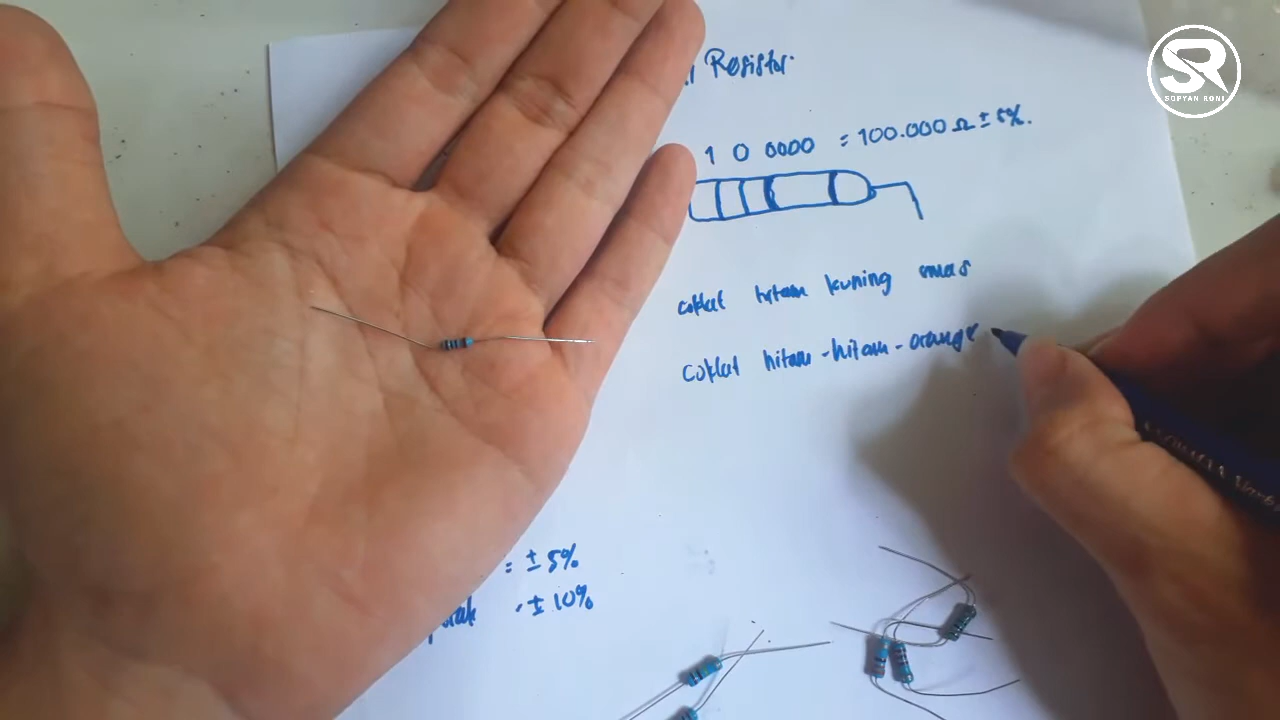 Resistor
1 0 0000 = 100.000 Ω ± 5%.
coklat hitam kuning emas
coklat hitam - hitam - orange
= ± 5%
± 10%
SR
SOPYAN RONI